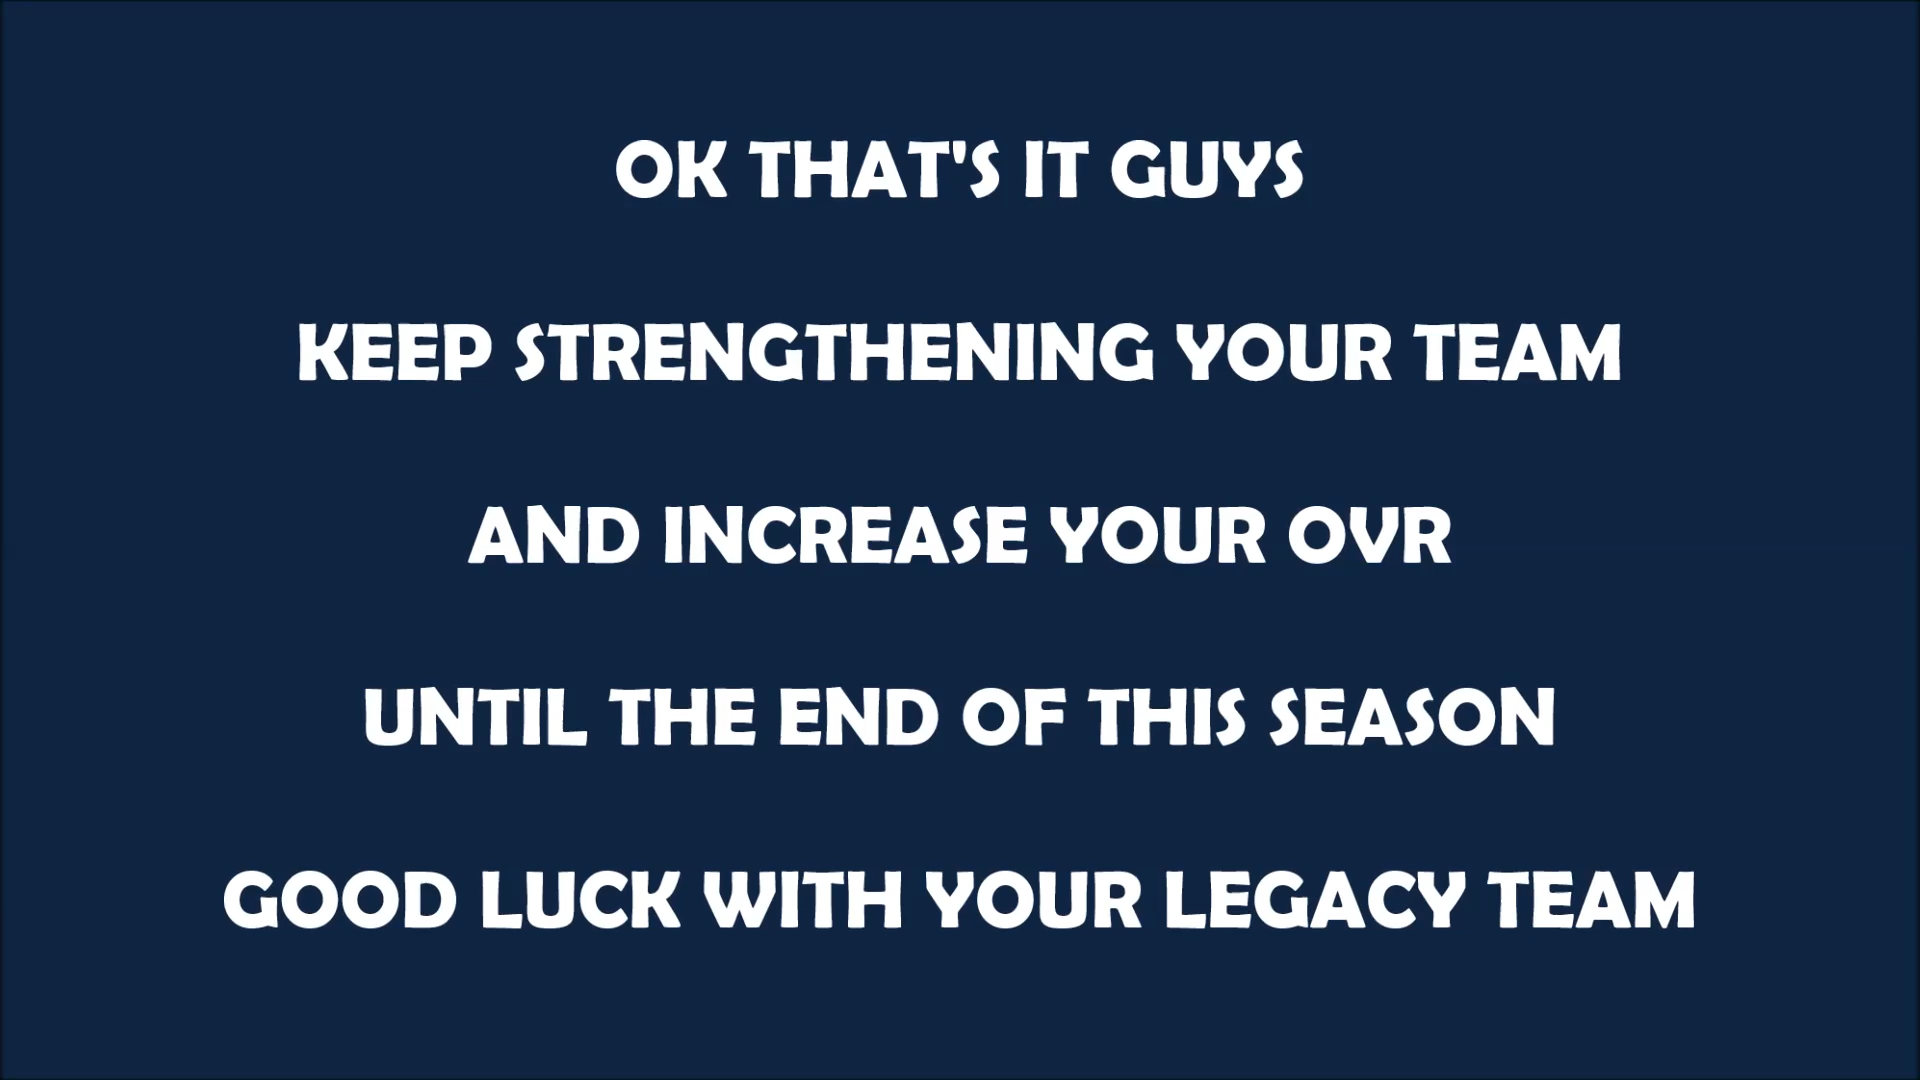 OK THAT'S IT GUYS
KEEP STRENGTHENING YOUR TEAM
AND INCREASE YOUR OVR
UNTIL THE END OF THIS SEASON
GOOD LUCK WITH YOUR LEGACY TEAM